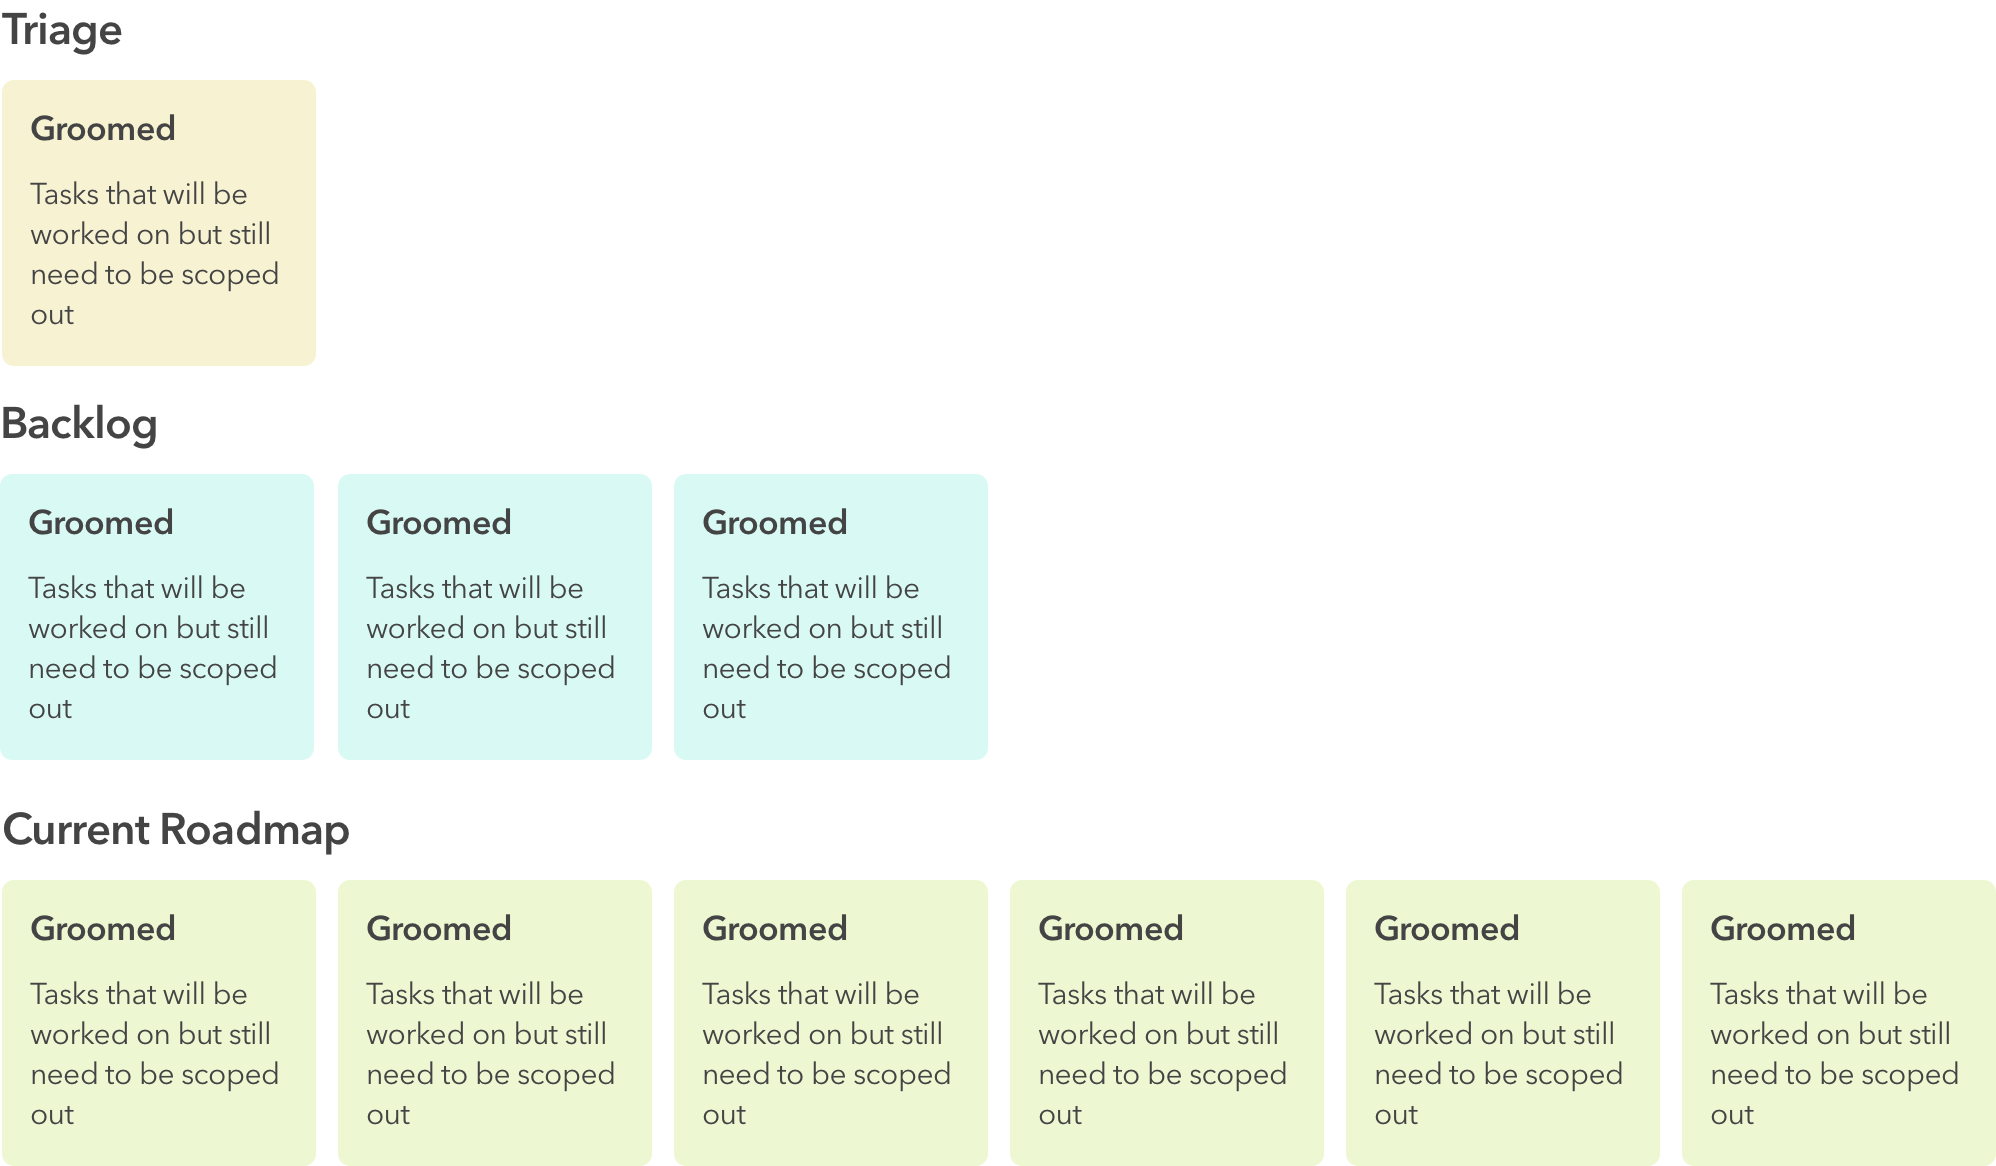 Triage
Groomed
Tasks that will be
worked on but still
need to be scoped
out
Backlog
Groomed
Tasks that will be
worked on but still
need to be scoped
out
Groomed
Tasks that will be
worked on but still
need to be scoped
out
Groomed
Tasks that will be
worked on but still
need to be scoped
out
Current Roadmap
Groomed
Tasks that will be
worked on but still
need to be scoped
out
Groomed
Tasks that will be
worked on but still
need to be scoped
out
Groomed
Tasks that will be
worked on but still
need to be scoped
out
Groomed
Tasks that will be
worked on but still
need to be scoped
out
Groomed
Tasks that will be
worked on but still
need to be scoped
out
Groomed
Tasks that will be
worked on but still
need to be scoped
out